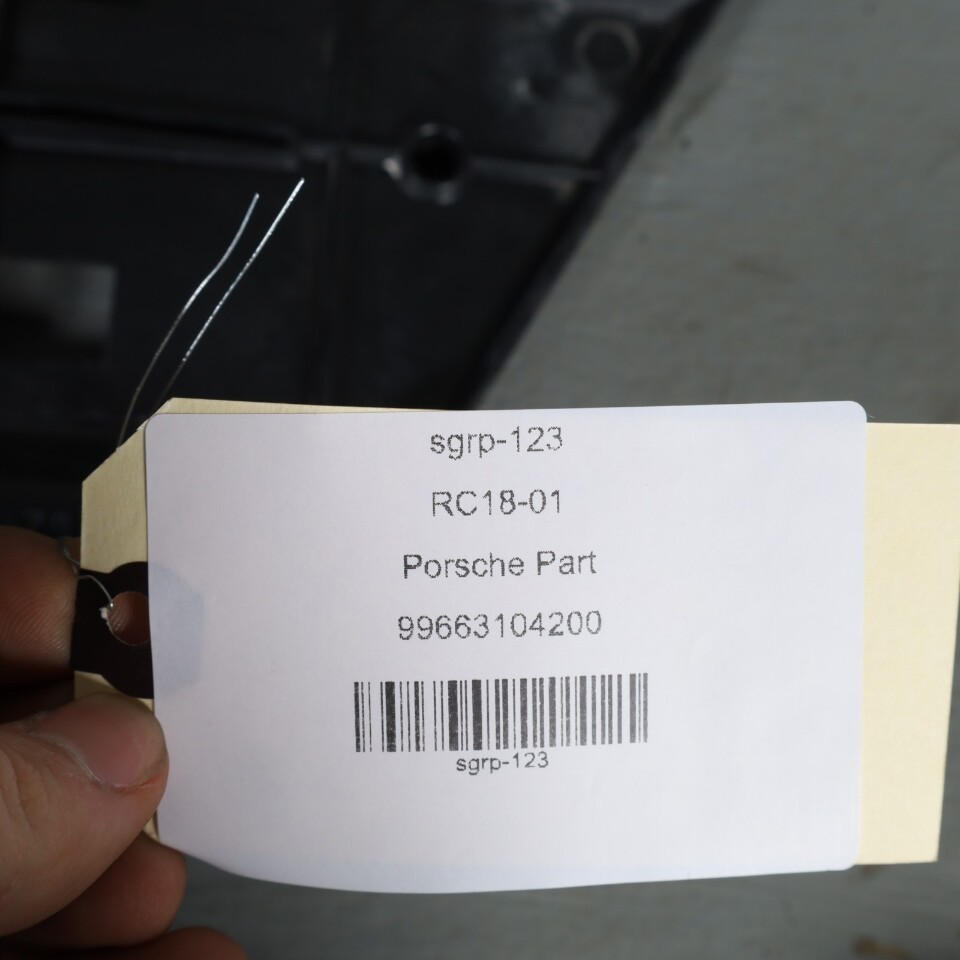 sgrp-123
RC18-01
Porsche Part
99663104200
sgrp-123